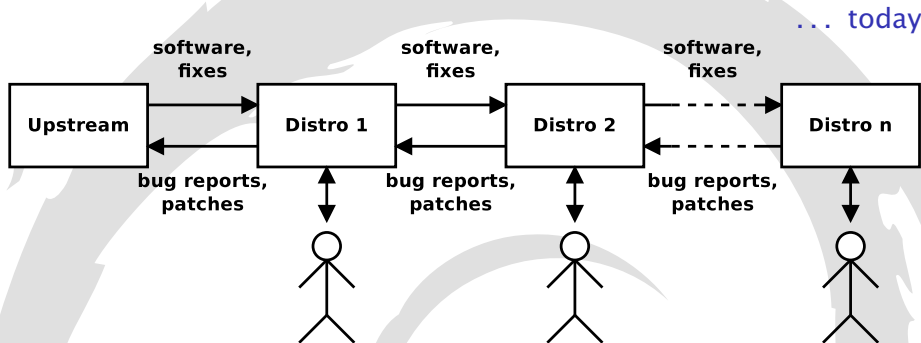 ... today
software,
fixes
software,
fixes
software,
fixes
Upstream
Distro 1
Distro 2
Distro n
bug reports,
patches
bug reports,
patches
bug reports,
patches